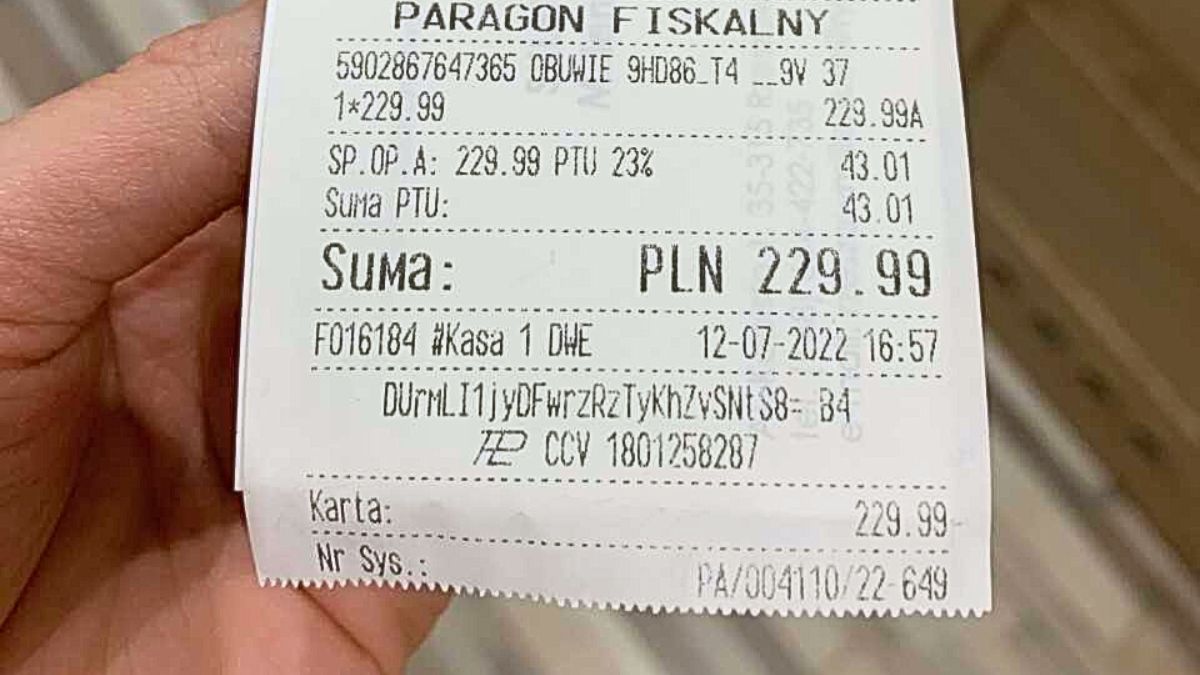 PARAGON FISKALNY
5902867647365 OBUWIE 9HD86_T4 __9V 37
1*229.99 229.99A
SP.OP.A: 229.99 PTU 23% 43.01
Suma PTU: 43.01
Suma: PLN 229.99
F016184 #Kasa 1 DWE 12-07-2022 16:57
DUrmLI1jyDFwrzRzTyKhZvSNtS8= B4
CCV 1801258287
Karta: 229.99
Nr Sys.: PA/004110/22-649